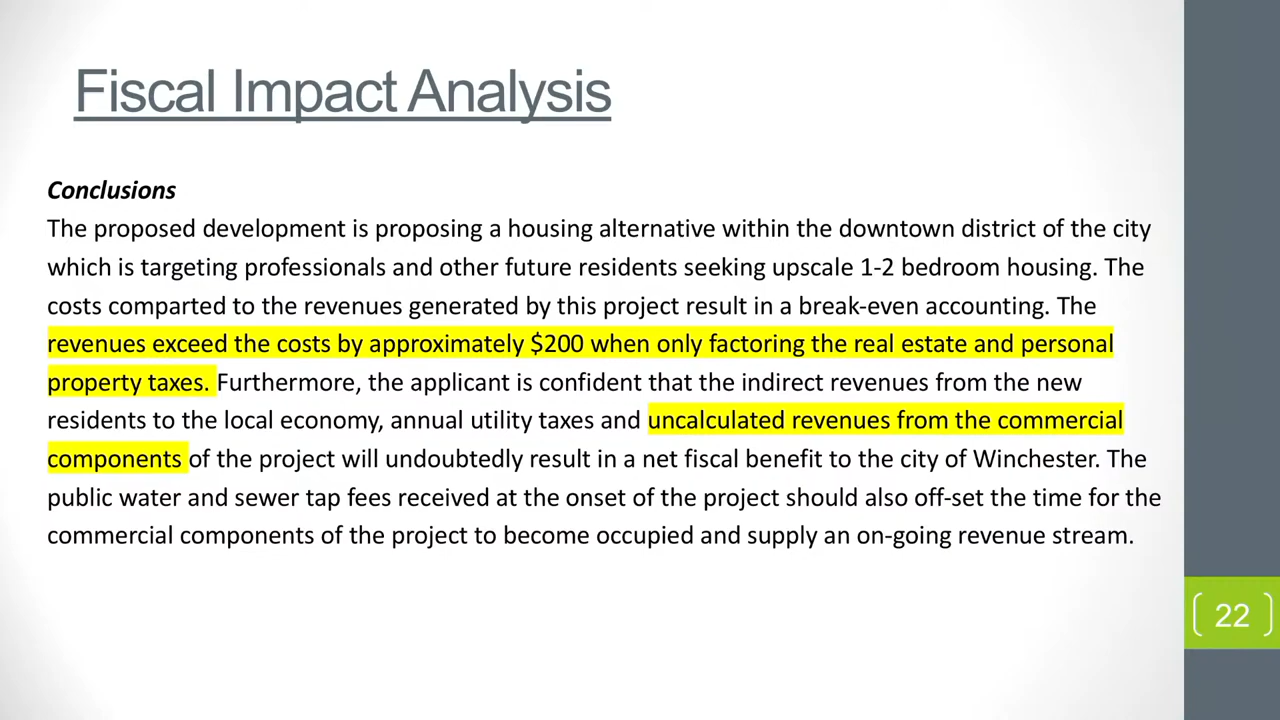 Fiscal Impact Analysis
Conclusions
The proposed development is proposing a housing alternative within the downtown district of the city
which is targeting professionals and other future residents seeking upscale 1-2 bedroom housing. The
costs comparted to the revenues generated by this project result in a break-even accounting. The
revenues exceed the costs by approximately $200 when only factoring the real estate and personal
property taxes. Furthermore, the applicant is confident that the indirect revenues from the new
residents to the local economy, annual utility taxes and uncalculated revenues from the commercial
components of the project will undoubtedly result in a net fiscal benefit to the city of Winchester. The
public water and sewer tap fees received at the onset of the project should also off-set the time for the
commercial components of the project to become occupied and supply an on-going revenue stream.
22